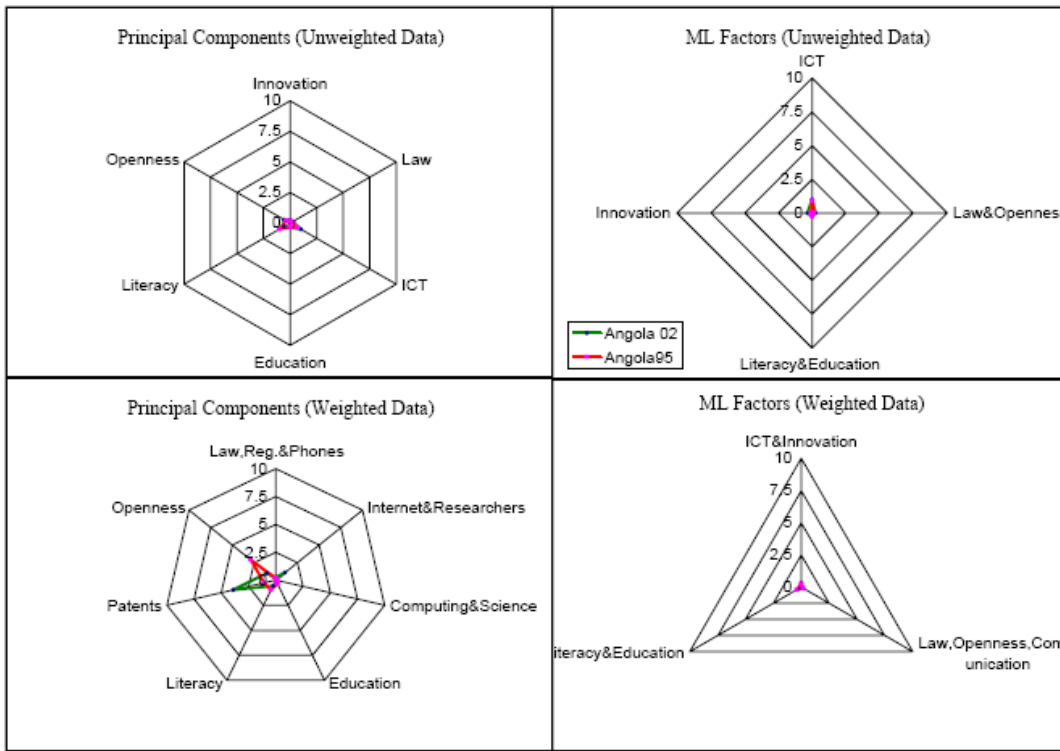 Principal Components (Unweighted Data)
Innovation
10
7.5
5
2.5
0
Openness
Law
Literacy
ICT
Education
ML Factors (Unweighted Data)
ICT
10
7.5
5
2.5
0
Innovation
Law&Opennes
Literacy&Education
Angola 02
Angola95
Principal Components (Weighted Data)
Law,Reg.&Phones
10
7.5
5
2.5
Openness
Internet&Researchers
Patents
Computing&Science
Literacy
Education
ML Factors (Weighted Data)
ICT&Innovation
10
7.5
5
2.5
0
iteracy&Education
Law,Openness,Com
unication